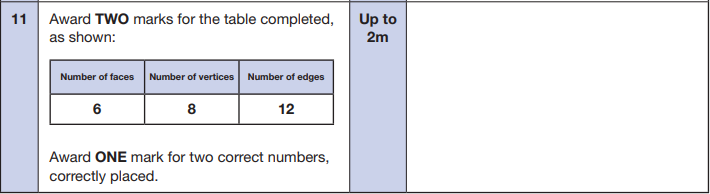 11 Award TWO marks for the table completed, Up to
as shown: 2m
Number of faces Number of vertices Number of edges
6 8 12
Award ONE mark for two correct numbers,
correctly placed.